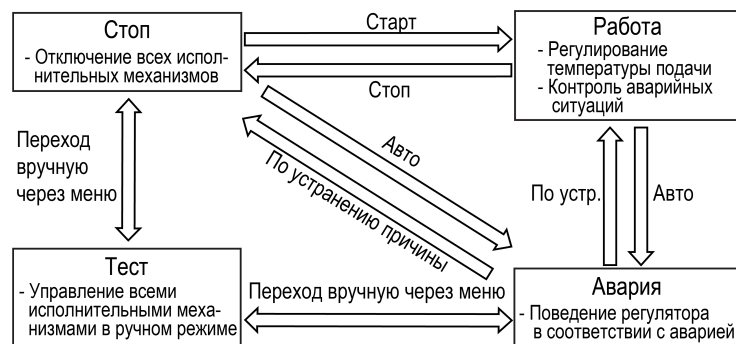 Стоп
- Отключение всех испол-
нительных механизмов
Старт
Стоп
Работа
- Регулирование
температуры подачи
- Контроль аварийных
ситуаций
Переход
вручную
через меню
Авто
По устранению причины
По устр.
Авто
Тест
- Управление всеми
исполнительными меха-
низмами в ручном режиме
Переход вручную через меню
Авария
- Поведение регулятора
в соответствии с аварией